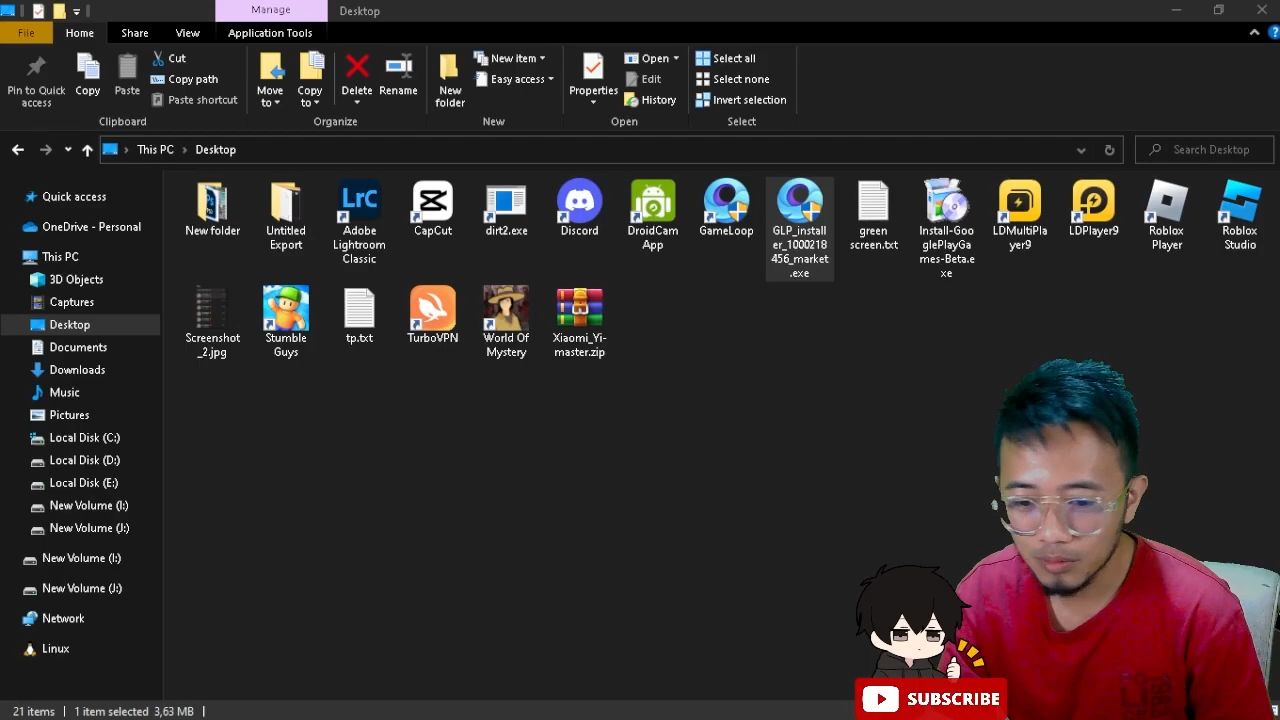 Manage
Desktop
File
Home
Share
View
Application Tools
Pin to Quick
access
Copy
Paste
Cut
Copy path
Paste shortcut
Clipboard
Move
to
Copy
to
Delete
Rename
Organize
New
folder
New item
Easy access
New
Properties
Open
Edit
History
Open
Select all
Select none
Invert selection
Select
This PC
Desktop
Search Desktop
Quick access
OneDrive - Personal
This PC
3D Objects
Captures
Desktop
Documents
Downloads
Music
Pictures
Local Disk (C:)
Local Disk (D:)
Local Disk (E:)
New Volume (I:)
New Volume (J:)
New Volume (I:)
New Volume (J:)
Network
Linux
New folder
Untitled
Export
LrC
Adobe
Lightroom
Classic
CapCut
dirt2.exe
Discord
DroidCam
App
GameLoop
GLP_install
er_1000218
456_market
.exe
green
screen.txt
Install-Goo
glePlayGa
mes-Beta.e
xe
LDMultiPla
yer9
LDPlayer9
Roblox
Player
Roblox
Studio
Screenshot
_2.jpg
Stumble
Guys
tp.txt
TurboVPN
World Of
Mystery
Xiaomi_Yi-
master.zip
SUBSCRIBE
21 items
1 item selected 3,63 MB